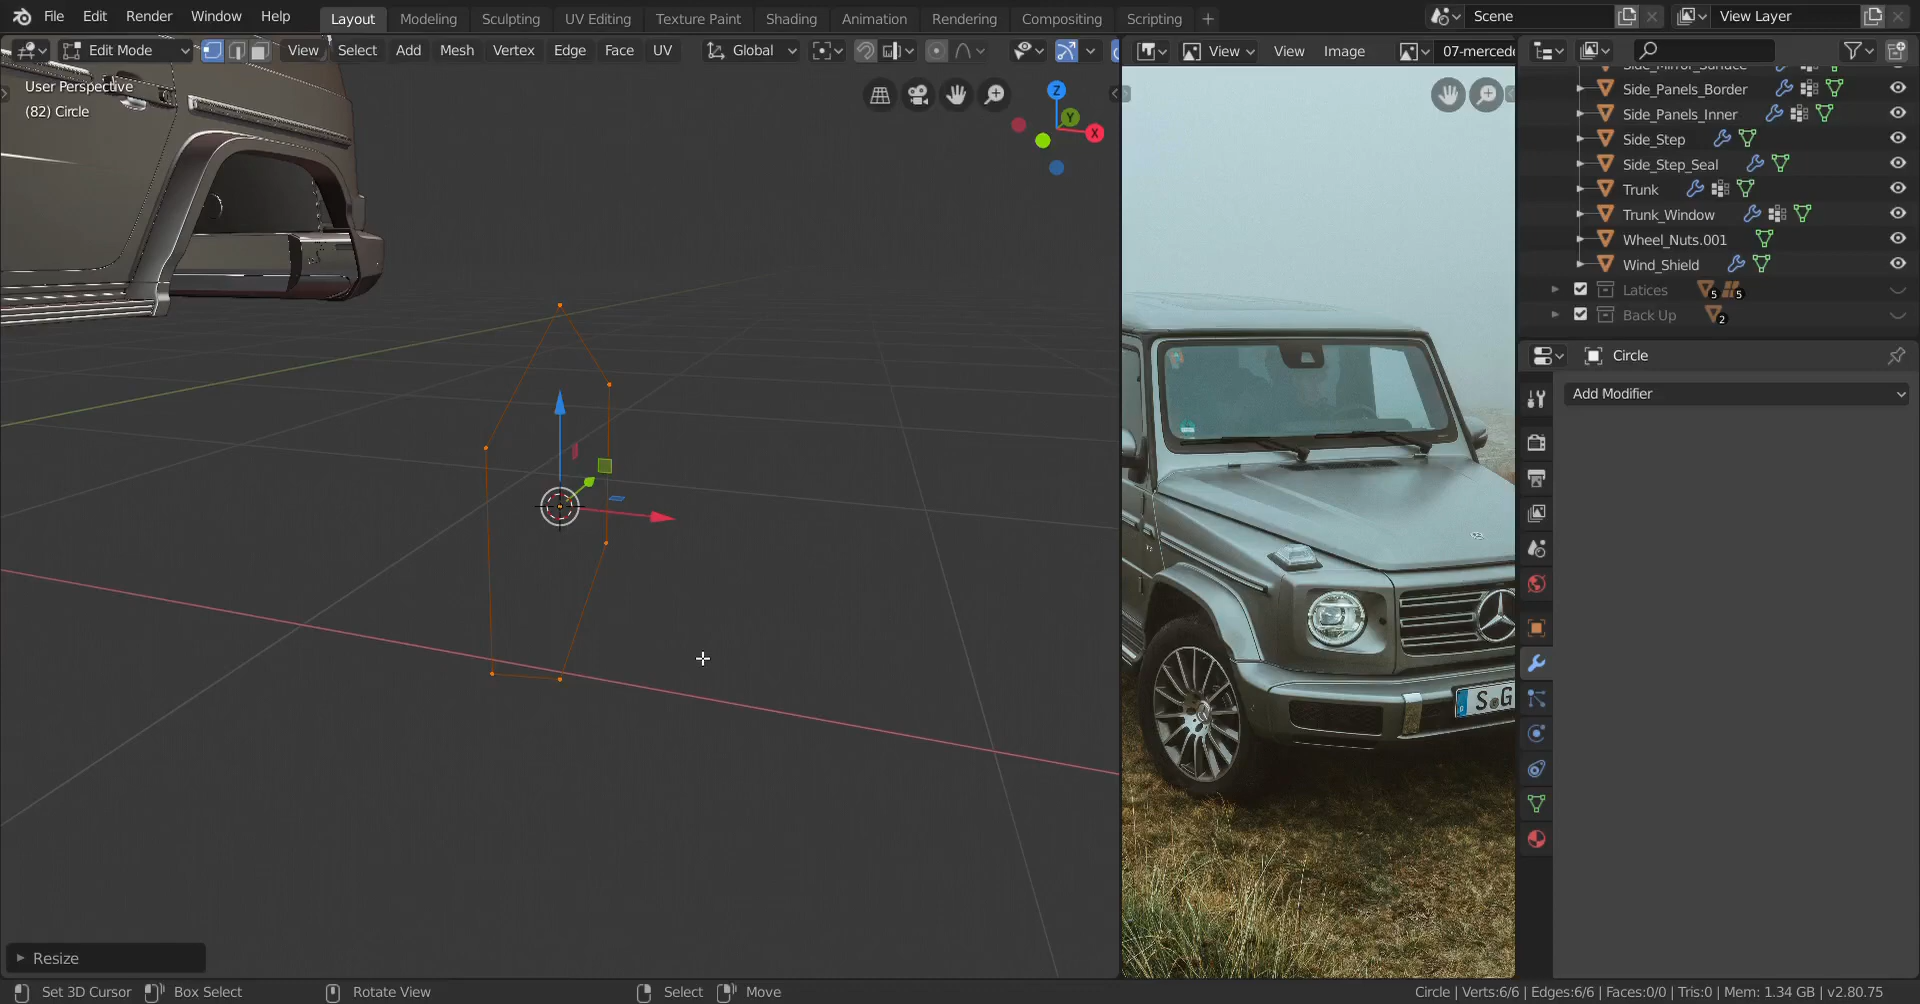 File Edit Render Window Help
Layout Modeling Sculpting UV Editing Texture Paint Shading Animation Rendering Compositing Scripting +
Scene
View Layer
Edit Mode View Select Add Mesh Vertex Edge Face UV Global
View View Image 07-mercede
User Perspective
(82) Circle
Z
Y
X
Side_Panels_Border
Side_Panels_Inner
Side_Step
Side_Step_Seal
Trunk
Trunk_Window
Wheel_Nuts.001
Wind_Shield
Latices 5 5
Back Up 2
Circle
Add Modifier
S G
Resize
Set 3D Cursor Box Select Rotate View Select Move
Circle | Verts:6/6 | Edges:6/6 | Faces:0/0 | Tris:0 | Mem: 1.34 GB | v2.80.75